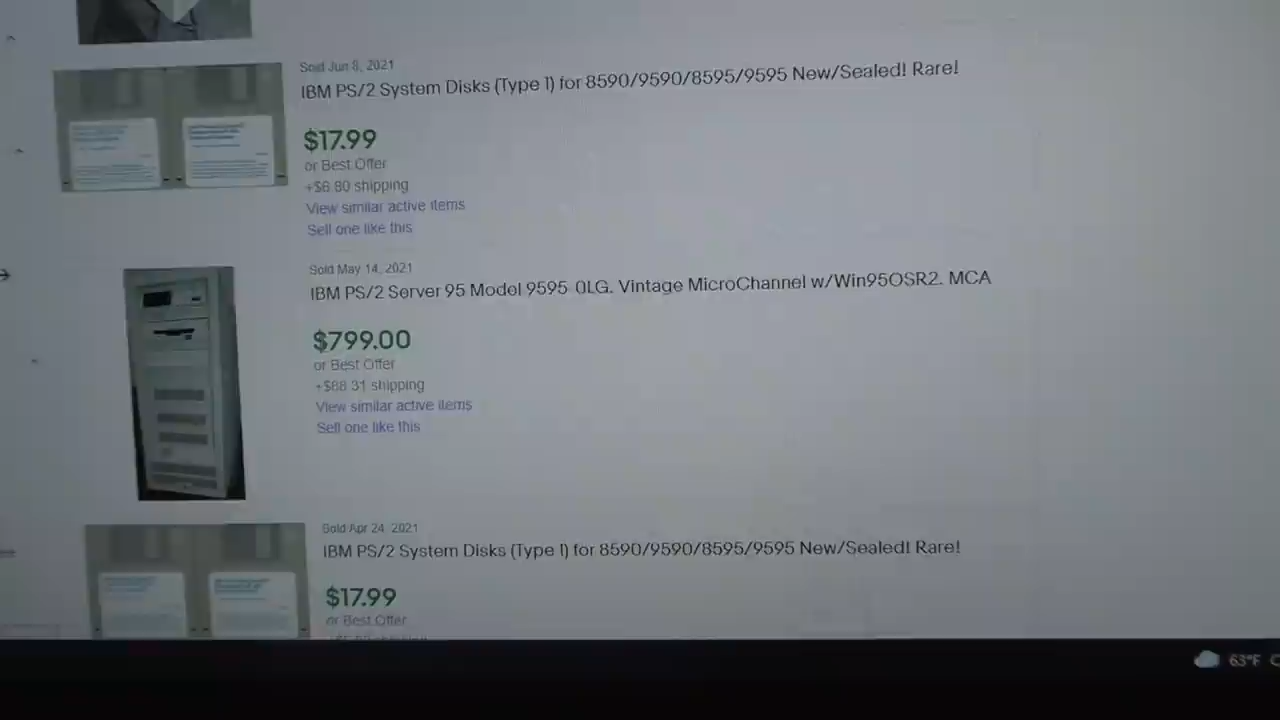 Sold Jun 8, 2021
IBM PS/2 System Disks (Type 1) for 8590/9590/8595/9595 New/Sealed! Rare!
$17.99
or Best Offer
+$6.80 shipping
View similar active items
Sell one like this
Sold May 14, 2021
IBM PS/2 Server 95 Model 9595 0LG. Vintage MicroChannel w/Win95OSR2. MCA
$799.00
or Best Offer
+$88.31 shipping
View similar active items
Sell one like this
Sold Apr 24, 2021
IBM PS/2 System Disks (Type 1) for 8590/9590/8595/9595 New/Sealed! Rare!
$17.99
or Best Offer
shipping
63°F